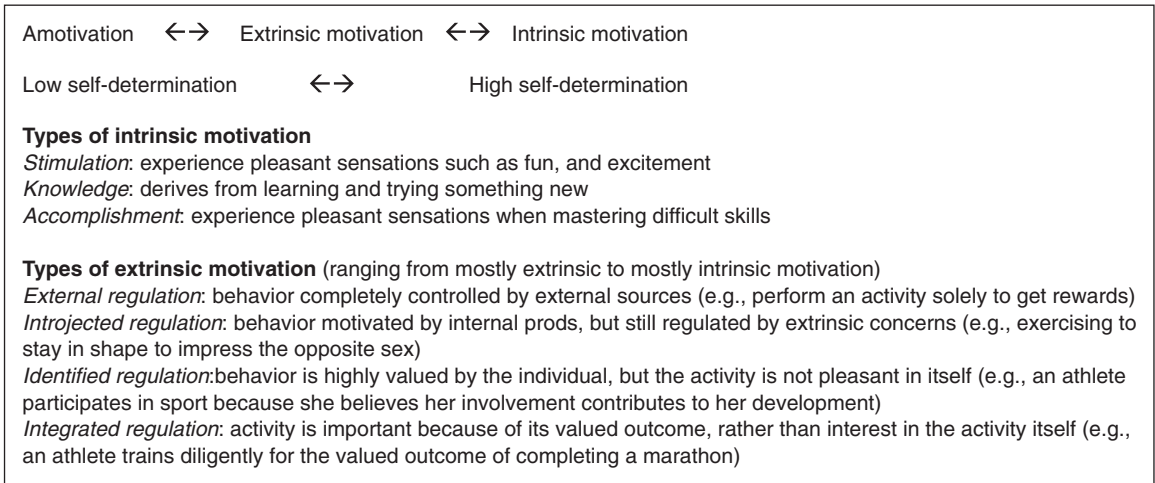 Amotivation ←→ Extrinsic motivation ←→ Intrinsic motivation
Low self-determination ←→ High self-determination
Types of intrinsic motivation
Stimulation: experience pleasant sensations such as fun, and excitement
Knowledge: derives from learning and trying something new
Accomplishment: experience pleasant sensations when mastering difficult skills
Types of extrinsic motivation (ranging from mostly extrinsic to mostly intrinsic motivation)
External regulation: behavior completely controlled by external sources (e.g., perform an activity solely to get rewards)
Introjected regulation: behavior motivated by internal prods, but still regulated by extrinsic concerns (e.g., exercising to
stay in shape to impress the opposite sex)
Identified regulation:behavior is highly valued by the individual, but the activity is not pleasant in itself (e.g., an athlete
participates in sport because she believes her involvement contributes to her development)
Integrated regulation: activity is important because of its valued outcome, rather than interest in the activity itself (e.g.,
an athlete trains diligently for the valued outcome of completing a marathon)